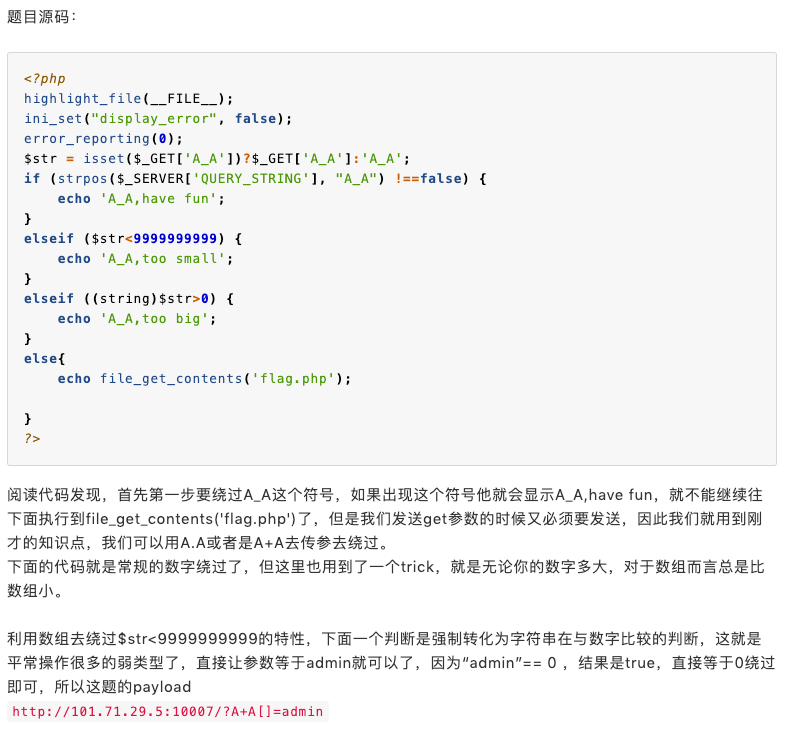 题目源码：
<?php
highlight_file(__FILE__);
ini_set("display_error", false);
error_reporting(0);
$str = isset($_GET['A_A'])?$_GET['A_A']:'A_A';
if (strpos($_SERVER['QUERY_STRING'], "A_A") !==false) {
    echo 'A_A,have fun';
}
elseif ($str<9999999999) {
    echo 'A_A,too small';
}
elseif ((string)$str>0) {
    echo 'A_A,too big';
}
else{
    echo file_get_contents('flag.php');
}
?>
阅读代码发现，首先第一步要绕过A_A这个符号，如果出现这个符号他就会显示A_A,have fun，就不能继续往
下面执行到file_get_contents('flag.php')了，但是我们发送get参数的时候又必须要发送，因此我们就用到刚
才的知识点，我们可以用A.A或者是A+A去传参去绕过。
下面的代码就是常规的数字绕过了，但这里也用到了一个trick，就是无论你的数字多大，对于数组而言总是比
数组小。
利用数组去绕过$str<9999999999的特性，下面一个判断是强制转化为字符串在与数字比较的判断，这就是
平常操作很多的弱类型了，直接让参数等于admin就可以了，因为“admin”== 0 ，结果是true，直接等于0绕过
即可，所以这题的payload
http://101.71.29.5:10007/?A+A[]=admin